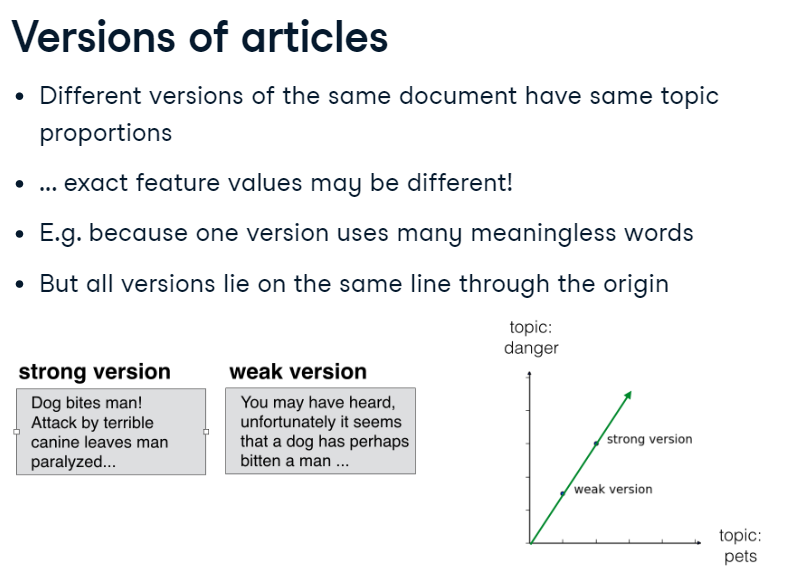 Versions of articles
• Different versions of the same document have same topic
proportions
• ... exact feature values may be different!
• E.g. because one version uses many meaningless words
• But all versions lie on the same line through the origin
strong version
Dog bites man!
Attack by terrible
canine leaves man
paralyzed...
weak version
You may have heard,
unfortunately it seems
that a dog has perhaps
bitten a man ...
topic:
danger
strong version
weak version
topic:
pets